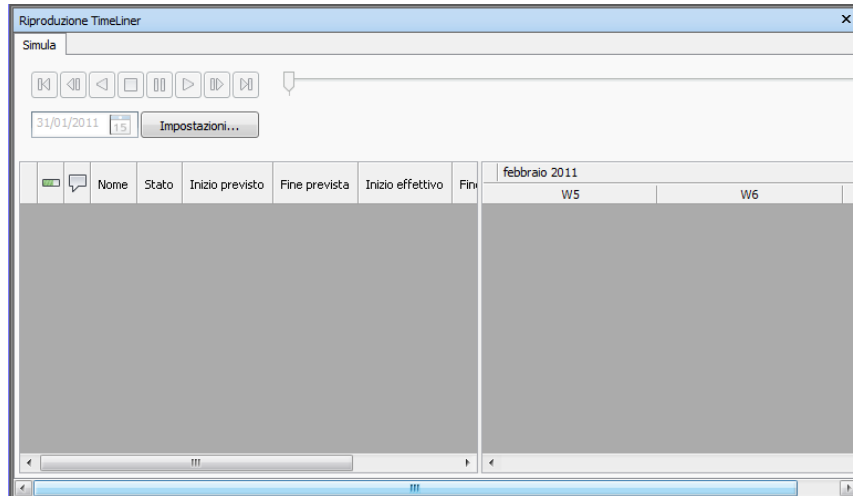 Riproduzione TimeLiner
Simula
31/01/2011 15 Impostazioni...
Nome Stato Inizio previsto Fine prevista Inizio effettivo Fine
febbraio 2011
W5 W6